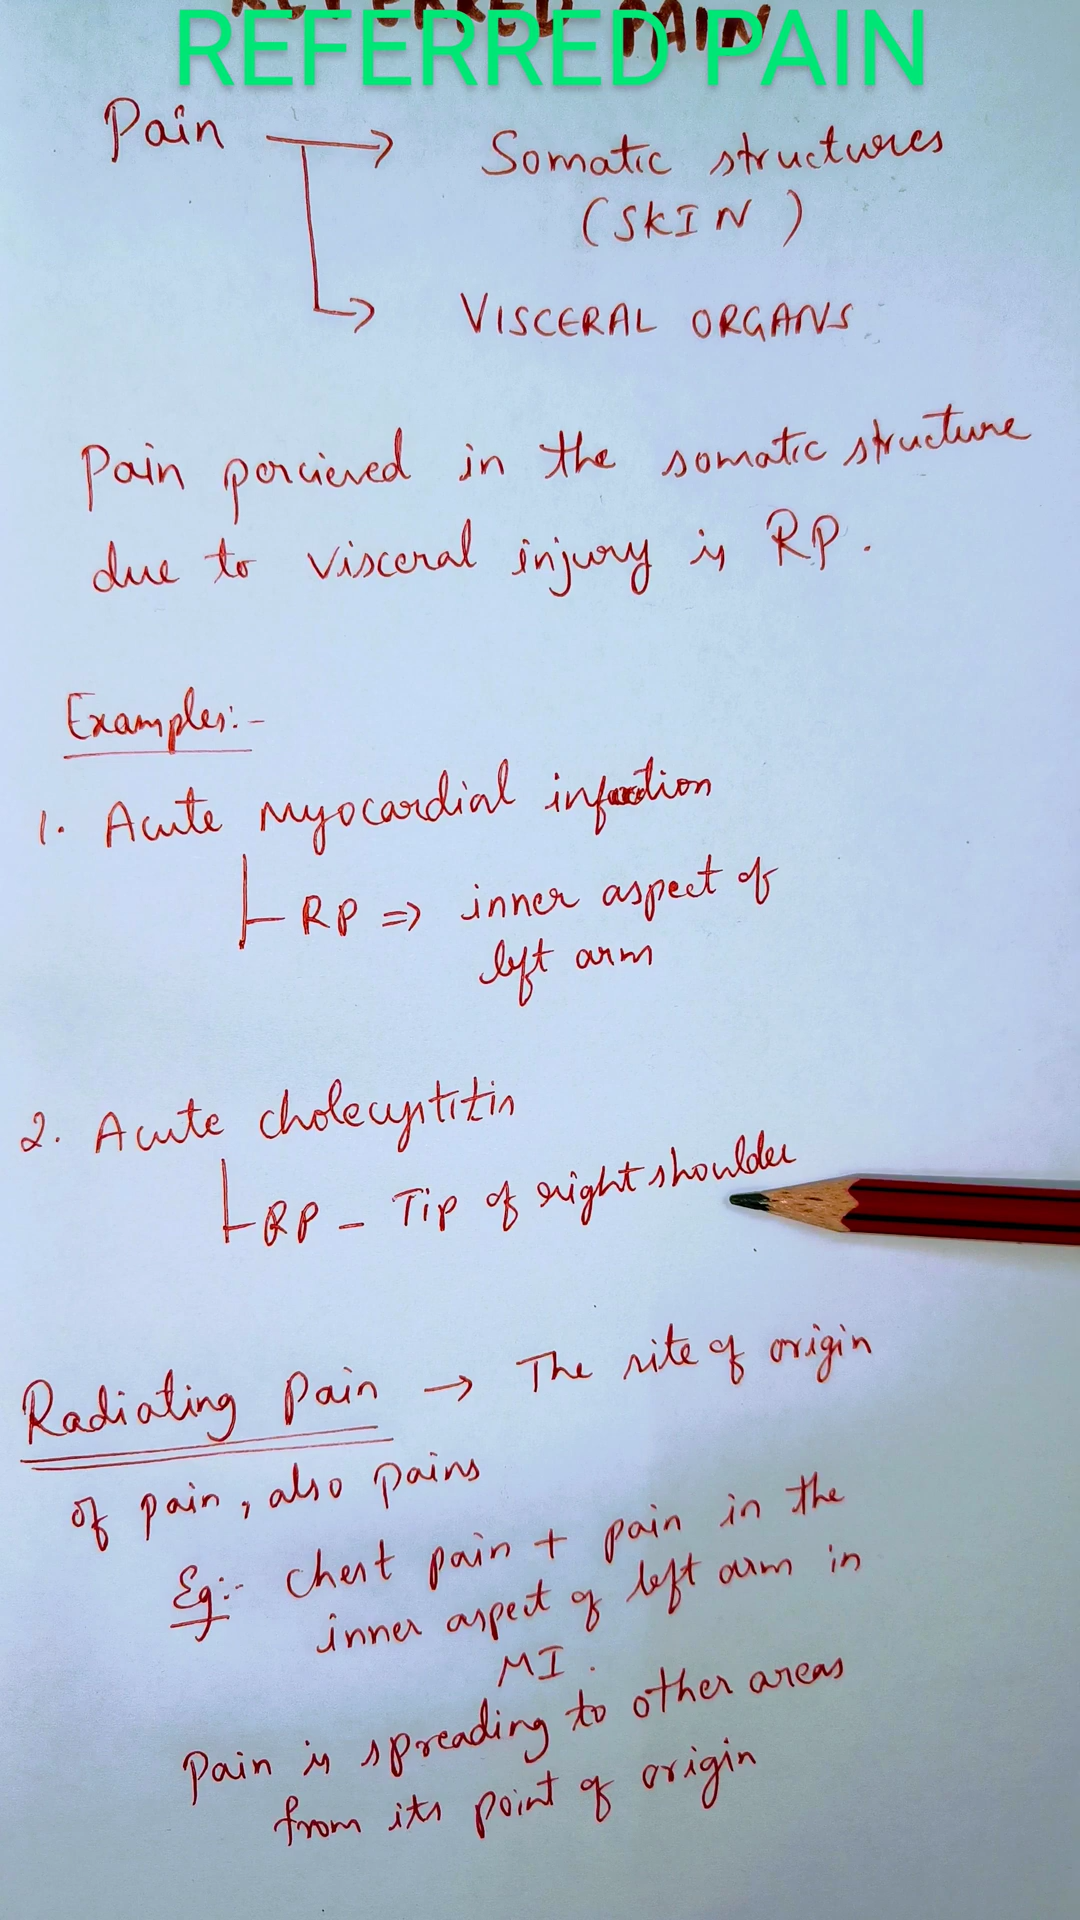 REFERRED PAIN
REFERRED PAIN
Pain → Somatic structures
(SKIN)
VISCERAL ORGANS
Pain percieved in the somatic structure
due to visceral injury is RP.
Examples:-
1. Acute Myocardial infarction
RP ⇒ inner aspect of
left arm
2. Acute cholecystitis
RP - Tip of right shoulder
Radiating Pain → The site of origin
of pain, also pains
Eg:- Chest pain + pain in the
inner aspect of left arm in
MI.
Pain is spreading to other areas
from its point of origin